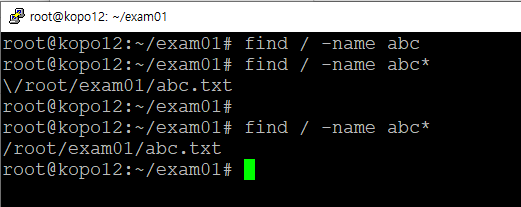 root@kopo12: ~/exam01
root@kopo12:~/exam01# find / -name abc
root@kopo12:~/exam01# find / -name abc*
\/root/exam01/abc.txt
root@kopo12:~/exam01#
root@kopo12:~/exam01# find / -name abc*
/root/exam01/abc.txt
root@kopo12:~/exam01#